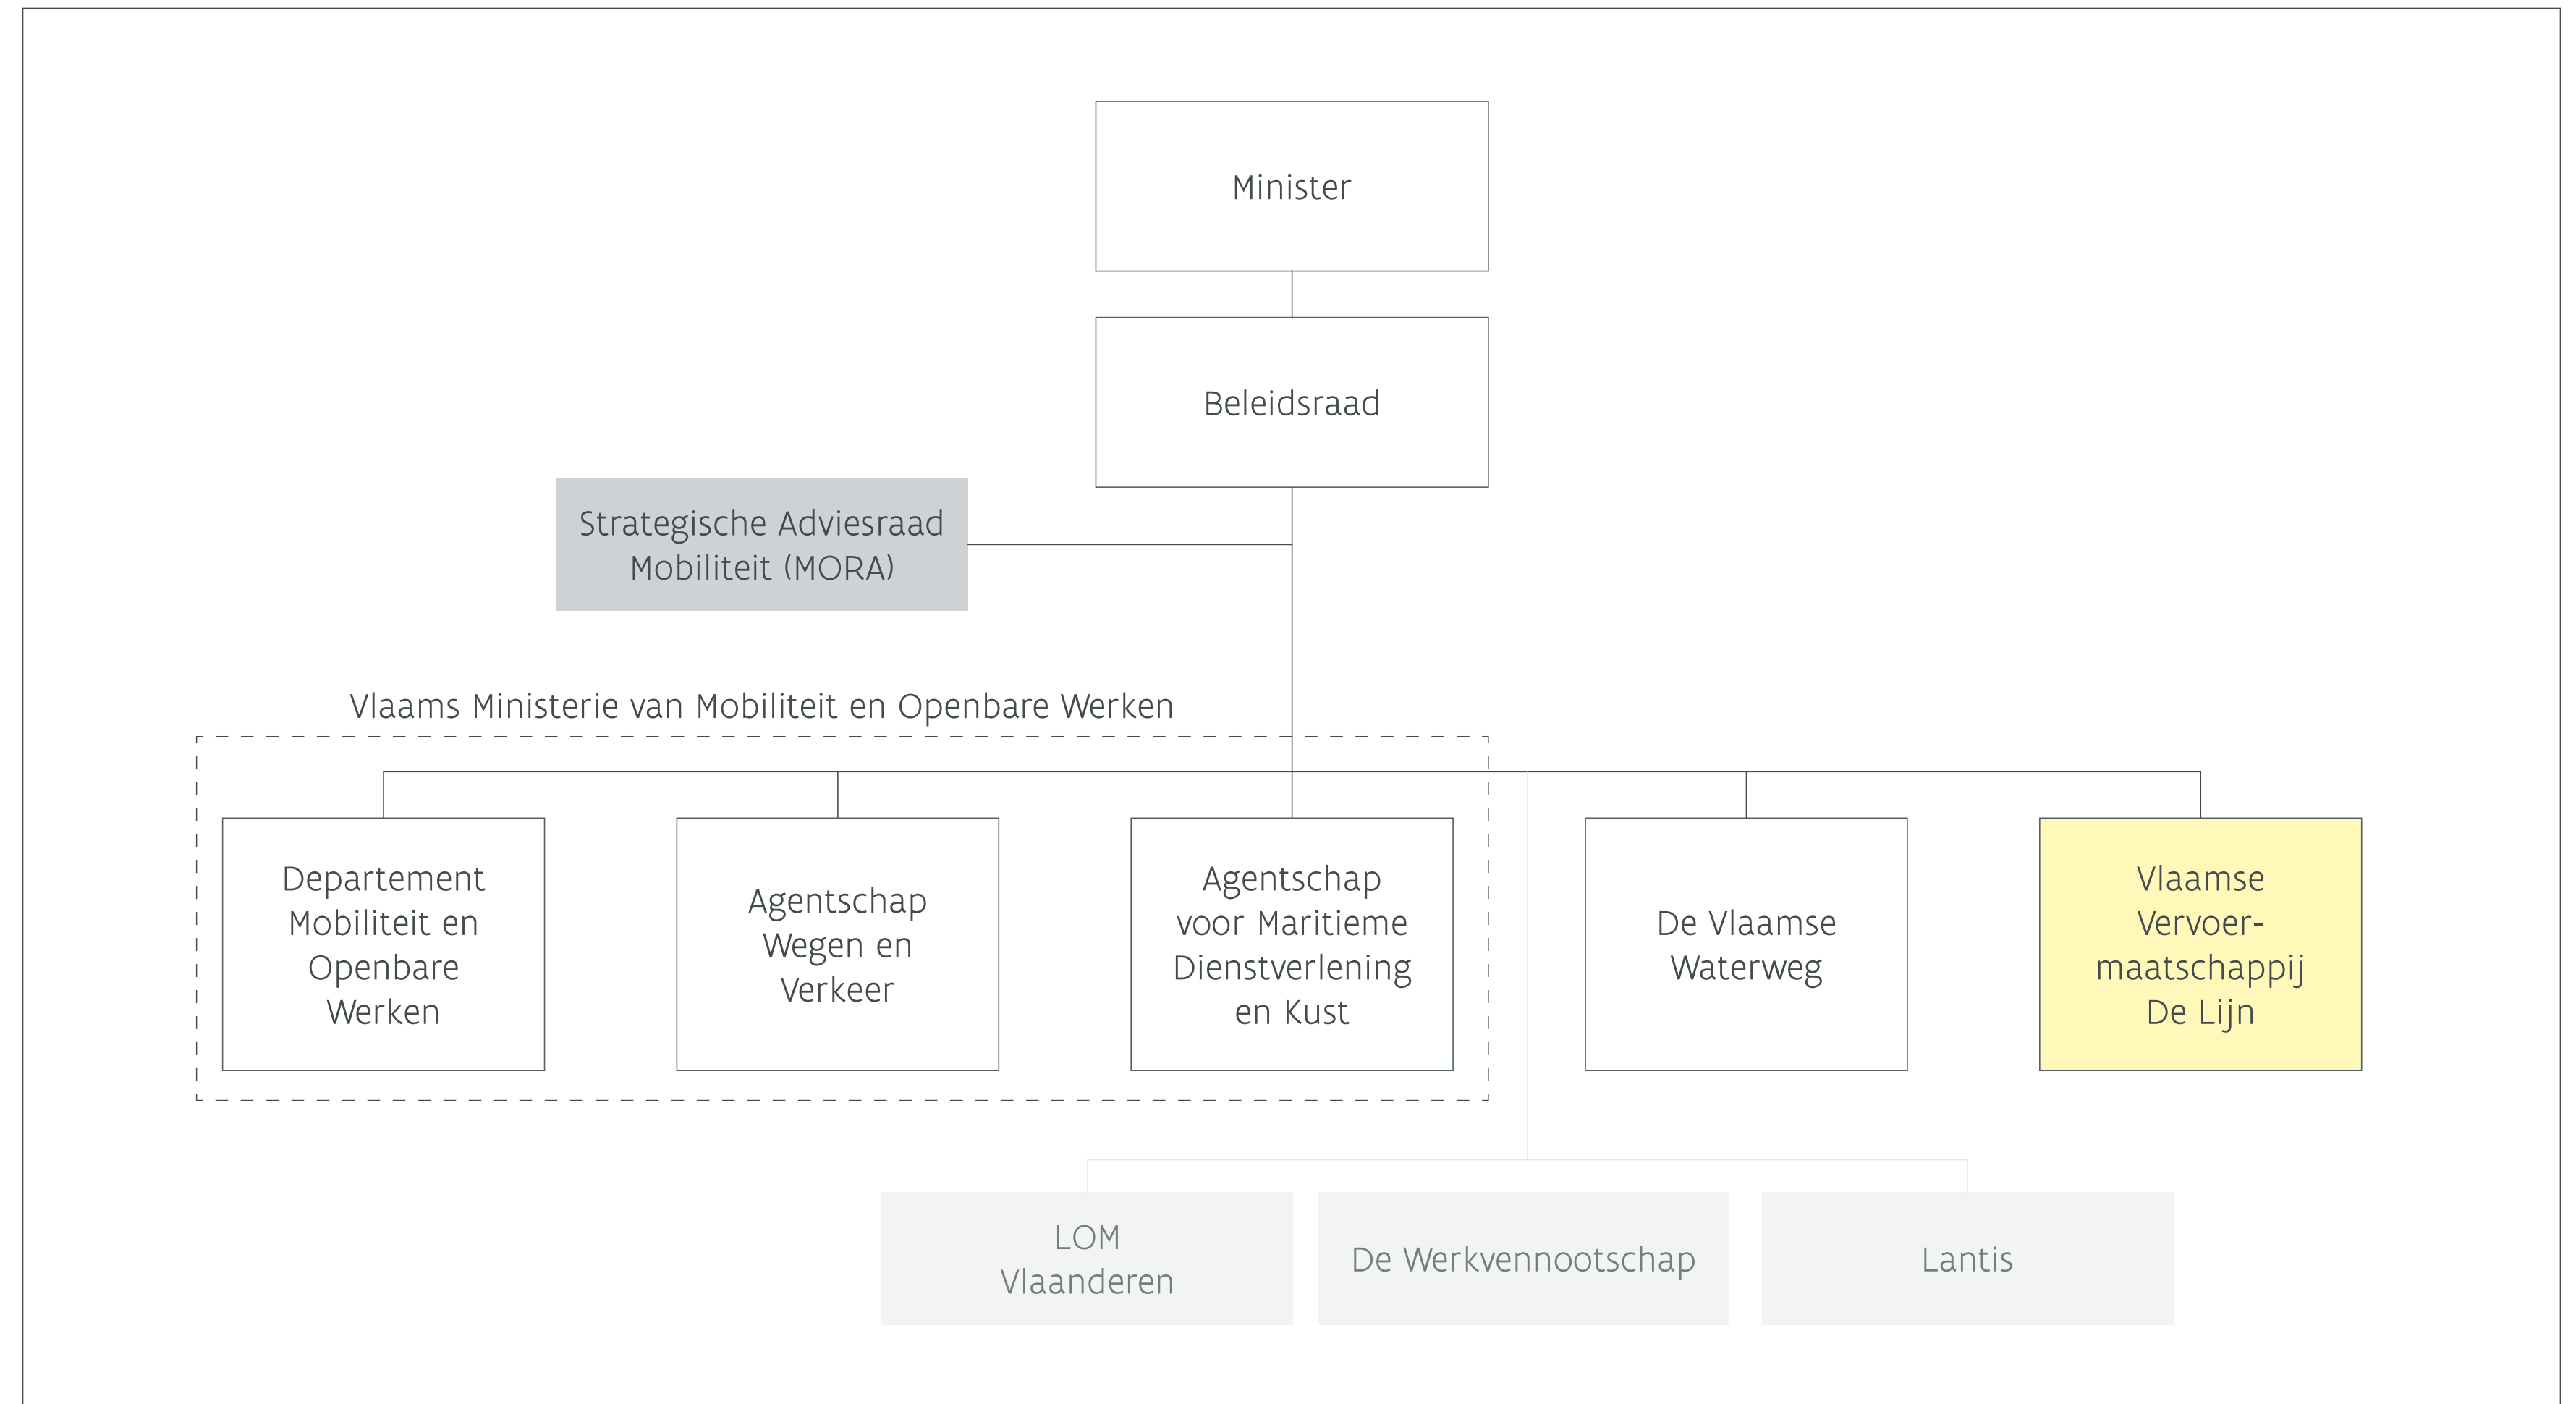 Minister
Beleidsraad
Strategische Adviesraad
Mobiliteit (MORA)
Vlaams Ministerie van Mobiliteit en Openbare Werken
Departement
Mobiliteit en
Openbare
Werken
Agentschap
Wegen en
Verkeer
Agentschap
voor Maritieme
Dienstverlening
en Kust
De Vlaamse
Waterweg
Vlaamse
Vervoer-
maatschappij
De Lijn
LOM
Vlaanderen
De Werkvennootschap
Lantis